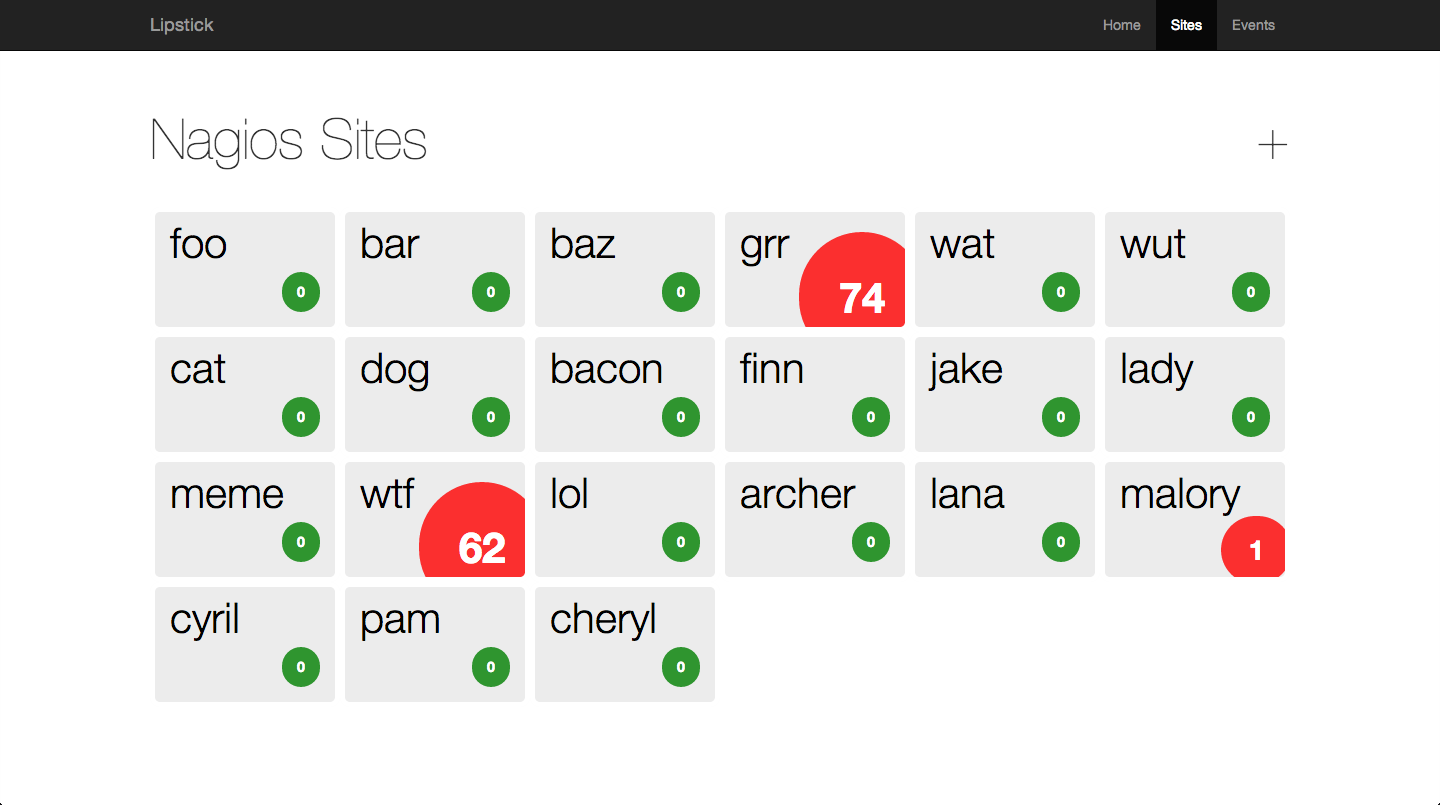 Lipstick Home Sites Events
Nagios Sites
foo bar baz grr wat wut
0 0 0 74 0 0
cat dog bacon finn jake lady
0 0 0 0 0 0
meme wtf lol archer lana malory
0 62 0 0 0 1
cyril pam cheryl
0 0 0